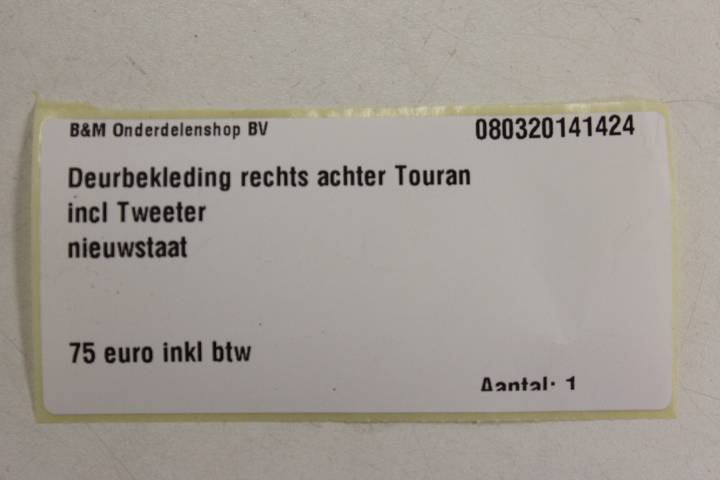 B&M Onderdelenshop BV 080320141424
Deurbekleding rechts achter Touran
incl Tweeter
nieuwstaat
75 euro inkl btw
Aantal: 1